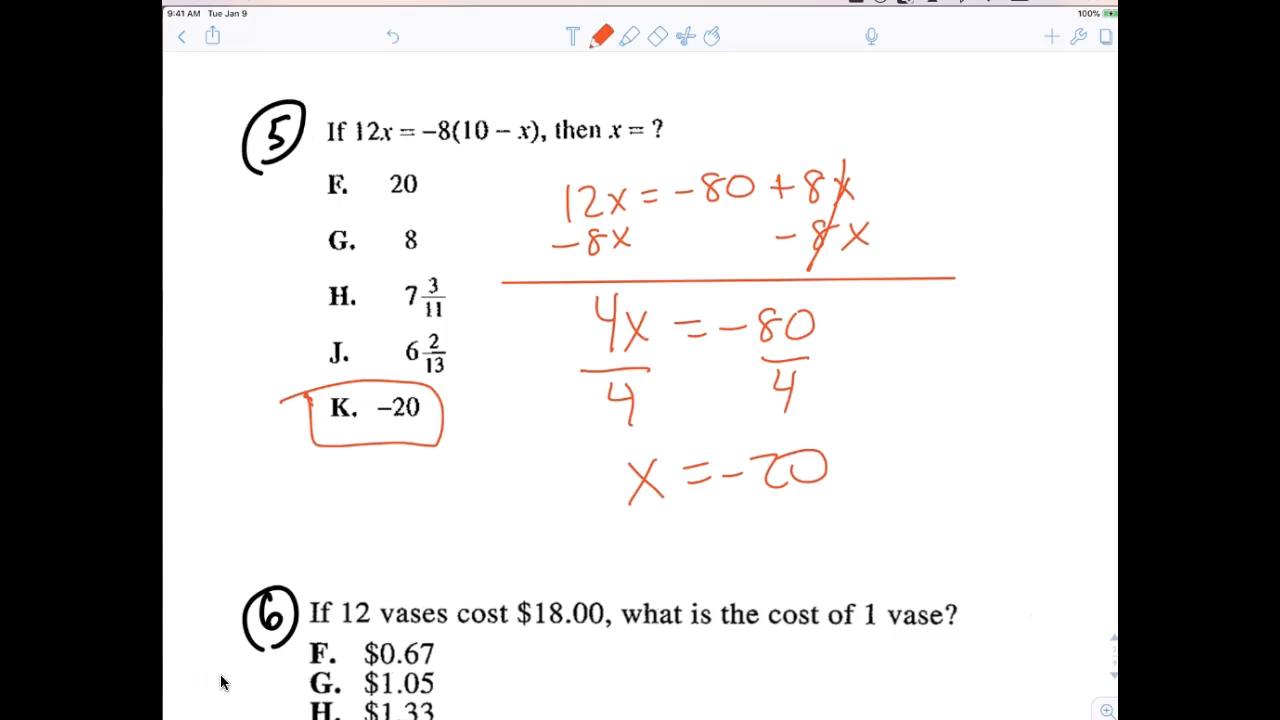 9:41 AM Tue Jan 9
100%
T
5 If 12x = −8(10 − x), then x = ?
F. 20
G. 8
H. 7 3/11
J. 6 2/13
K. −20
12x = -80 + 8x
-8x - 8x
4x = -80
4 4
x = -20
6 If 12 vases cost $18.00, what is the cost of 1 vase?
F. $0.67
G. $1.05
H. $1.33